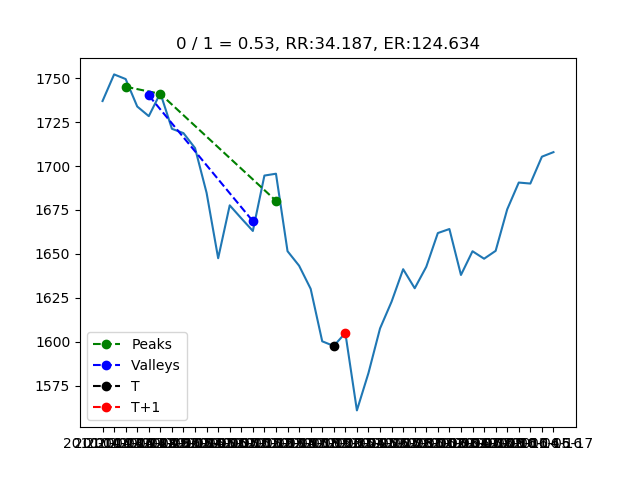 0 / 1 = 0.53, RR:34.187, ER:124.634
1750
1725
1700
1675
1650
1625
1600
1575
Peaks
Valleys
T
T+1